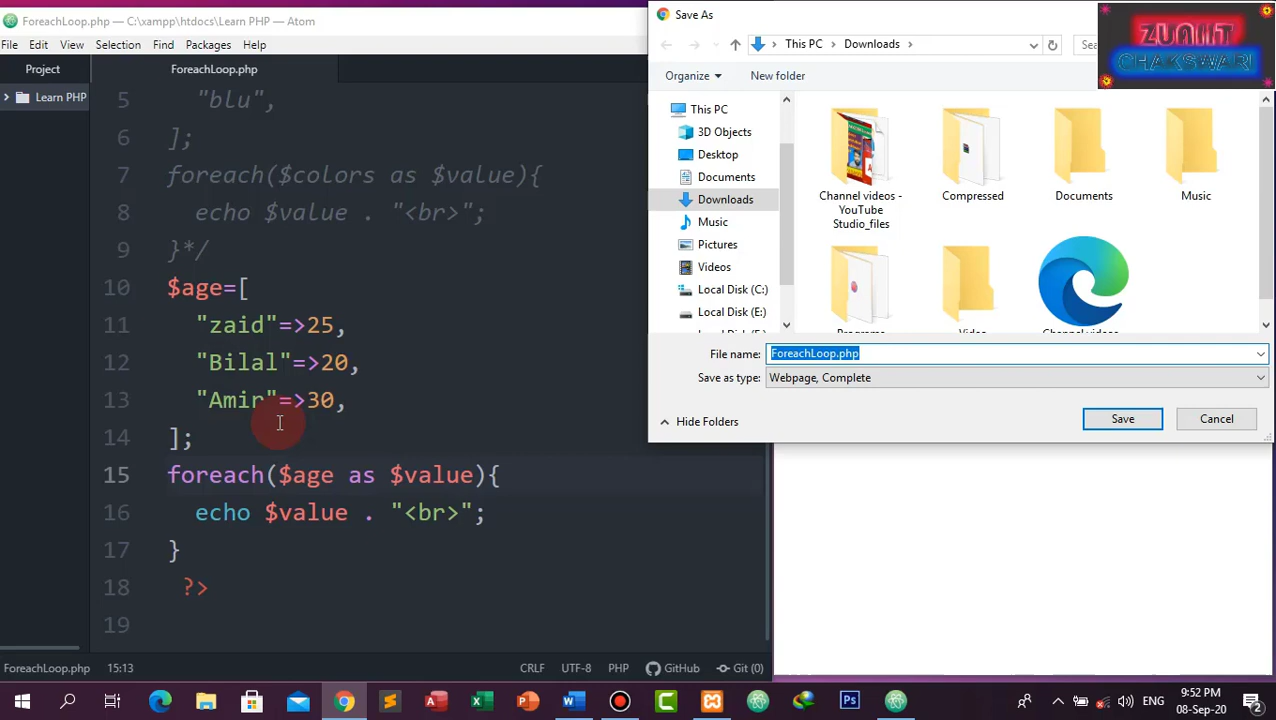 ForeachLoop.php — C:\xampp\htdocs\Learn PHP — Atom
File Edit View Selection Find Packages Help
Project
ForeachLoop.php
Learn PHP
5 "blu",
6 ];
7 foreach($colors as $value){
8 echo $value . "<br>";
9 }*/
10 $age=[
11 "zaid"=>25,
12 "Bilal"=>20,
13 "Amir"=>30,
14 ];
15 foreach($age as $value){
16 echo $value . "<br>";
17 }
18 ?>
19
ForeachLoop.php 15:13 CRLF UTF-8 PHP GitHub Git (0)
Save As
This PC Downloads
Organize New folder
This PC
3D Objects
Desktop
Documents
Downloads
Music
Pictures
Videos
Local Disk (C:)
Local Disk (E:)
Channel videos -
YouTube
Studio_files
Compressed
Documents
Music
Programs
Video
Channel videos
File name: ForeachLoop.php
Save as type: Webpage, Complete
Hide Folders
Save
Cancel
CHAKSWARI
ENG
9:52 PM
08-Sep-20
2